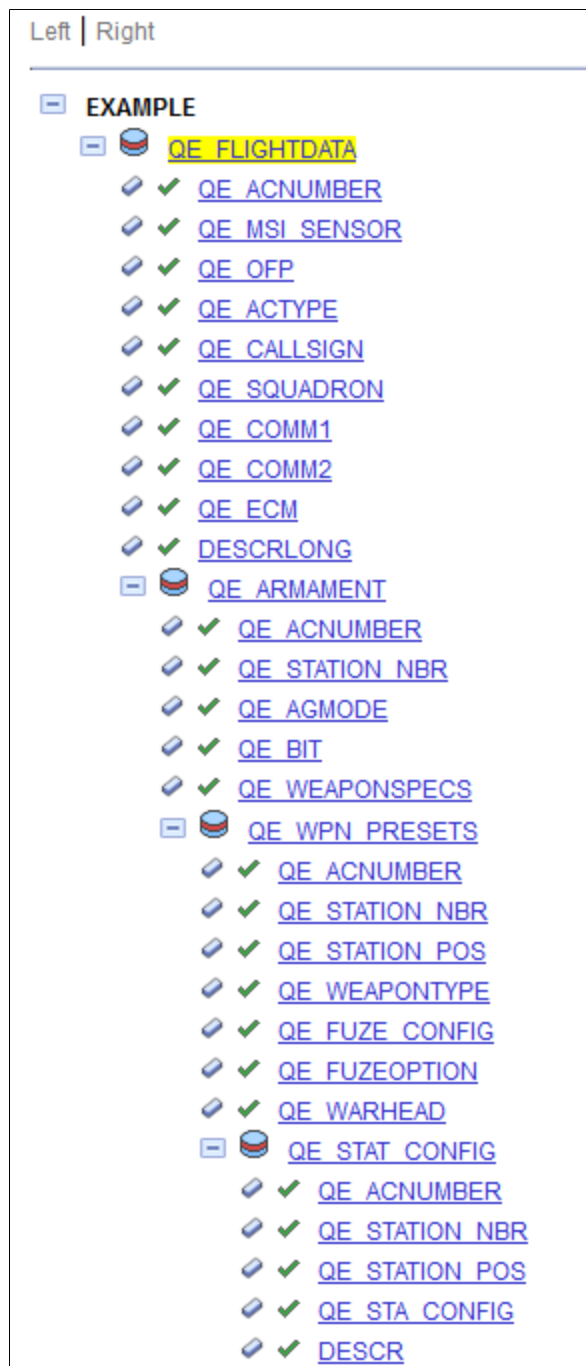 Left | Right
EXAMPLE
QE_FLIGHTDATA
QE_ACNUMBER
QE_MSI_SENSOR
QE_OFP
QE_ACTYPE
QE_CALLSIGN
QE_SQUADRON
QE_COMM1
QE_COMM2
QE_ECM
DESCRLONG
QE_ARMAMENT
QE_ACNUMBER
QE_STATION_NBR
QE_AGMODE
QE_BIT
QE_WEAPONSPECS
QE_WPN_PRESETS
QE_ACNUMBER
QE_STATION_NBR
QE_STATION_POS
QE_WEAPONTYPE
QE_FUZE_CONFIG
QE_FUZEOPTION
QE_WARHEAD
QE_STAT_CONFIG
QE_ACNUMBER
QE_STATION_NBR
QE_STATION_POS
QE_STA_CONFIG
DESCR